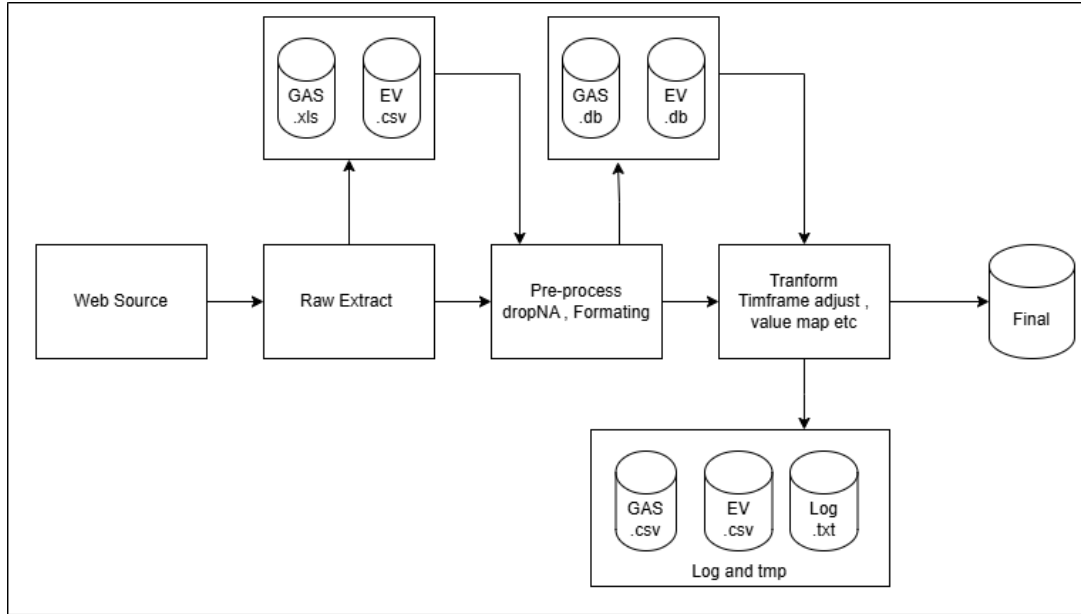 GAS
.xls
EV
.csv
GAS
.db
EV
.db
Web Source
Raw Extract
Pre-process
dropNA , Formating
Tranform
Timframe adjust ,
value map etc
Final
GAS
.csv
EV
.csv
Log
.txt
Log and tmp